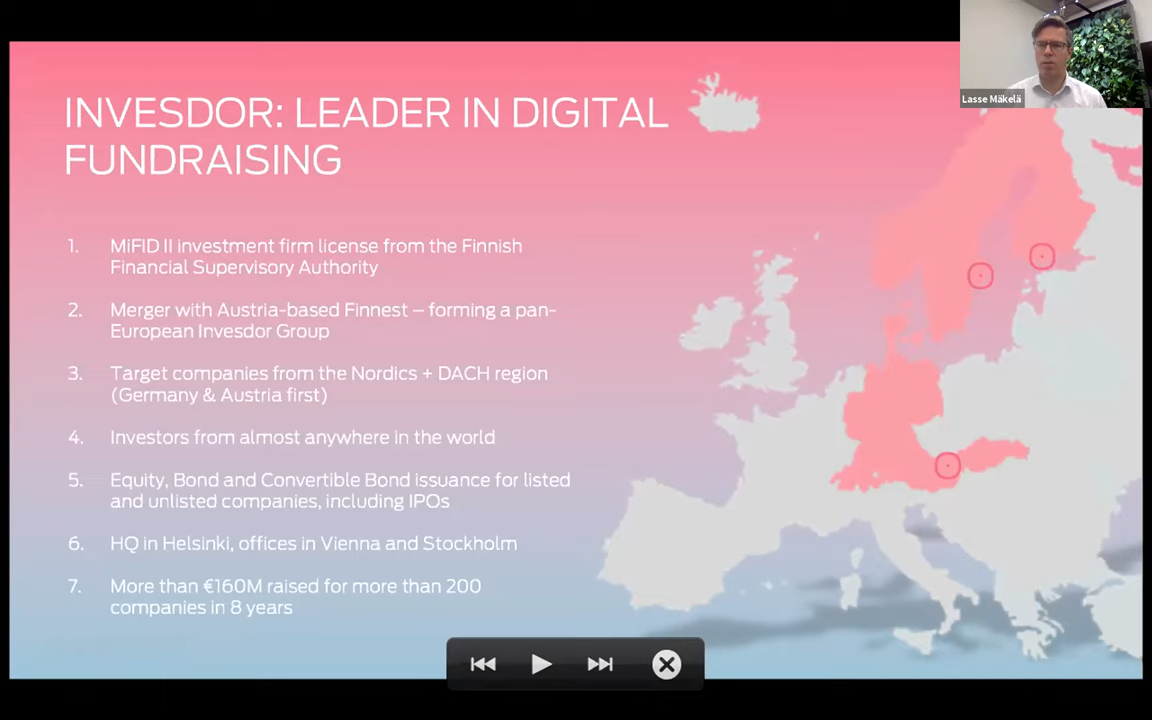 Lasse Mäkelä
INVESDOR: LEADER IN DIGITAL
FUNDRAISING
1. MiFID II investment firm license from the Finnish
Financial Supervisory Authority
2. Merger with Austria-based Finnest – forming a pan-
European Invesdor Group
3. Target companies from the Nordics + DACH region
(Germany & Austria first)
4. Investors from almost anywhere in the world
5. Equity, Bond and Convertible Bond issuance for listed
and unlisted companies, including IPOs
6. HQ in Helsinki, offices in Vienna and Stockholm
7. More than €160M raised for more than 200
companies in 8 years